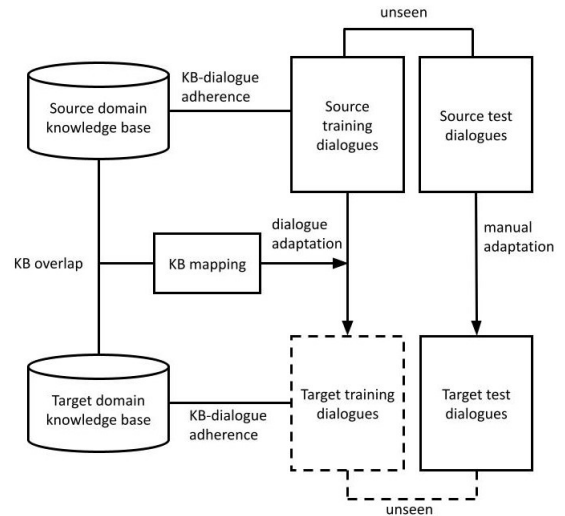 unseen
KB-dialogue
adherence
Source domain
knowledge base
Source
training
dialogues
Source test
dialogues
dialogue
adaptation
manual
adaptation
KB overlap
KB mapping
Target domain
knowledge base
KB-dialogue
adherence
Target training
dialogues
Target test
dialogues
unseen